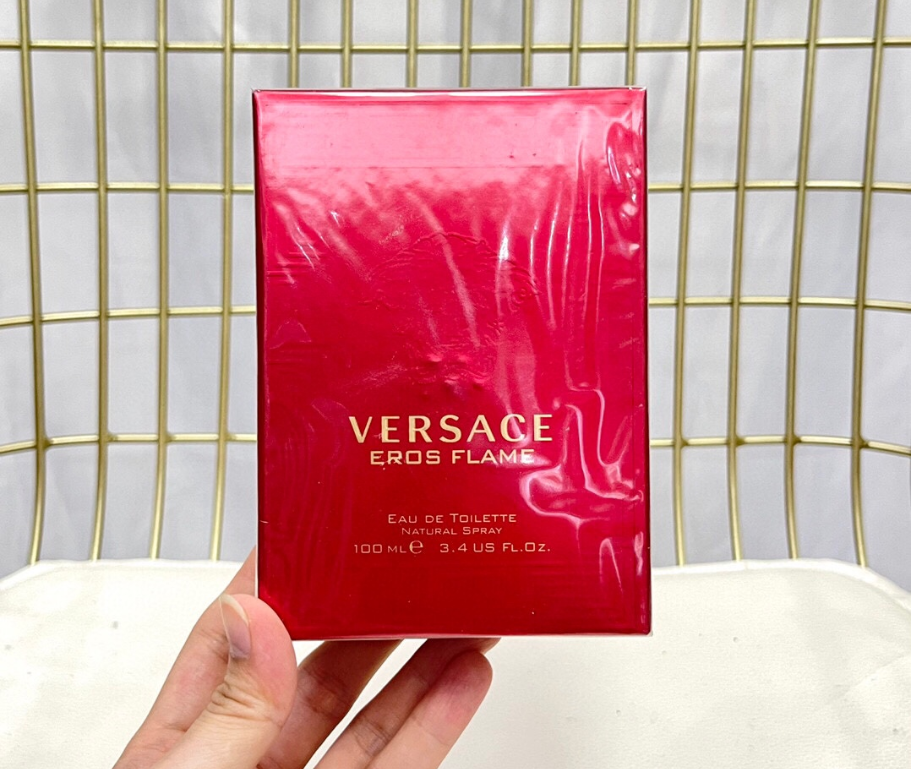 VERSACE
EROS FLAME
EAU DE TOILETTE
NATURAL SPRAY
100 ML ℮ 3.4 US FL.OZ.